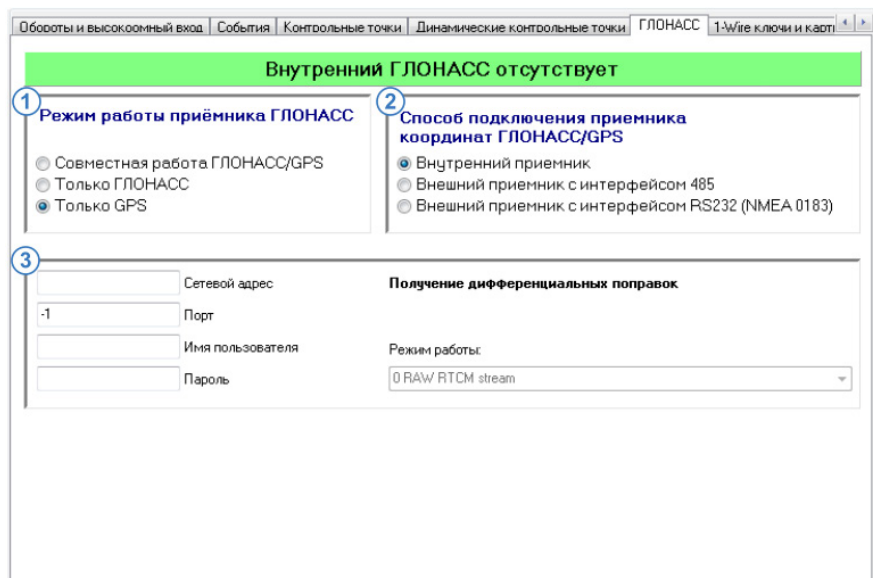 Обороты и высокоомный вход События Контрольные точки Динамические контрольные точки ГЛОНАСС 1-Wire ключи и
Внутренний ГЛОНАСС отсутствует
1
Режим работы приёмника ГЛОНАСС
Совместная работа ГЛОНАСС/GPS
Только ГЛОНАСС
Только GPS
2
Способ подключения приемника
координат ГЛОНАСС/GPS
Внутренний приемник
Внешний приемник с интерфейсом 485
Внешний приемник с интерфейсом RS232 (NMEA 0183)
3
Сетевой адрес
-1 Порт
Имя пользователя
Пароль
Получение дифференциальных поправок
Режим работы:
0 RAW RTCM stream